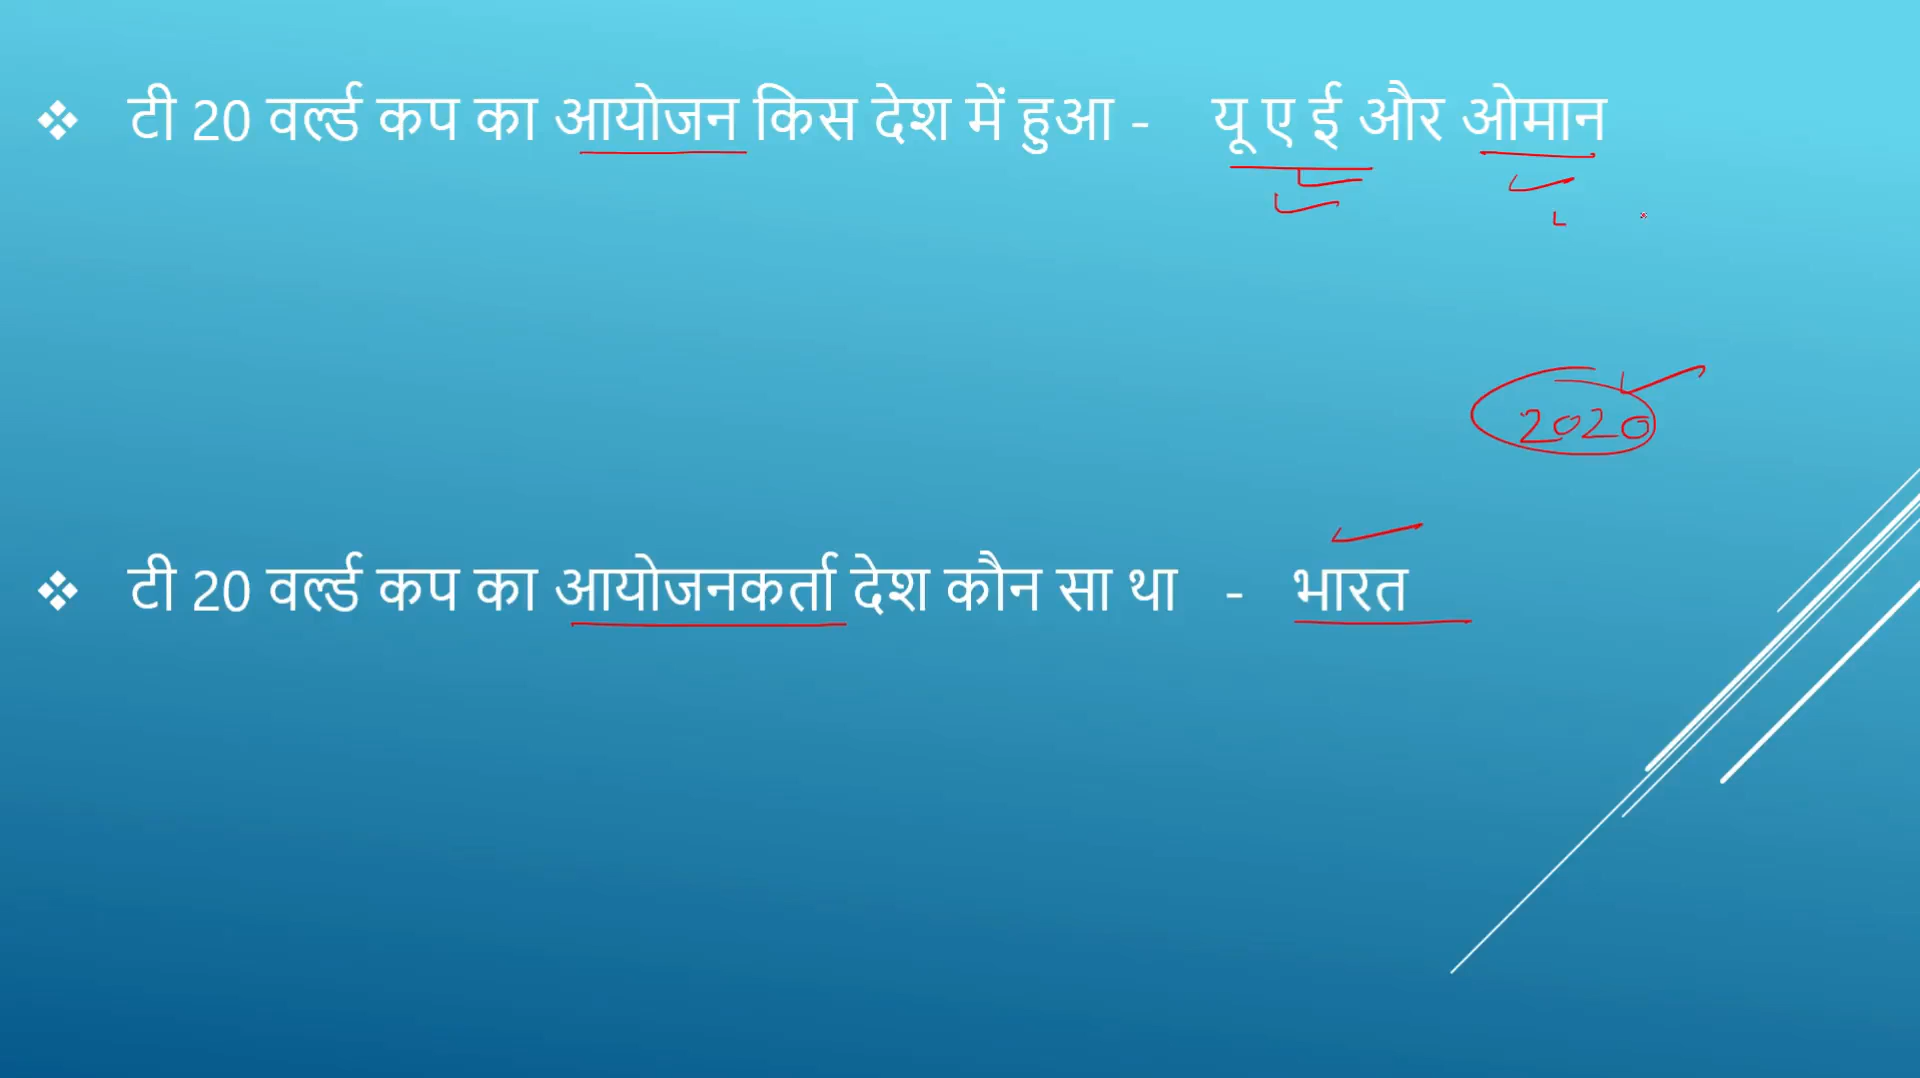 ❖ टी 20 वर्ल्ड कप का आयोजन किस देश में हुआ - यू ए ई और ओमान
2020
❖ टी 20 वर्ल्ड कप का आयोजनकर्ता देश कौन सा था - भारत